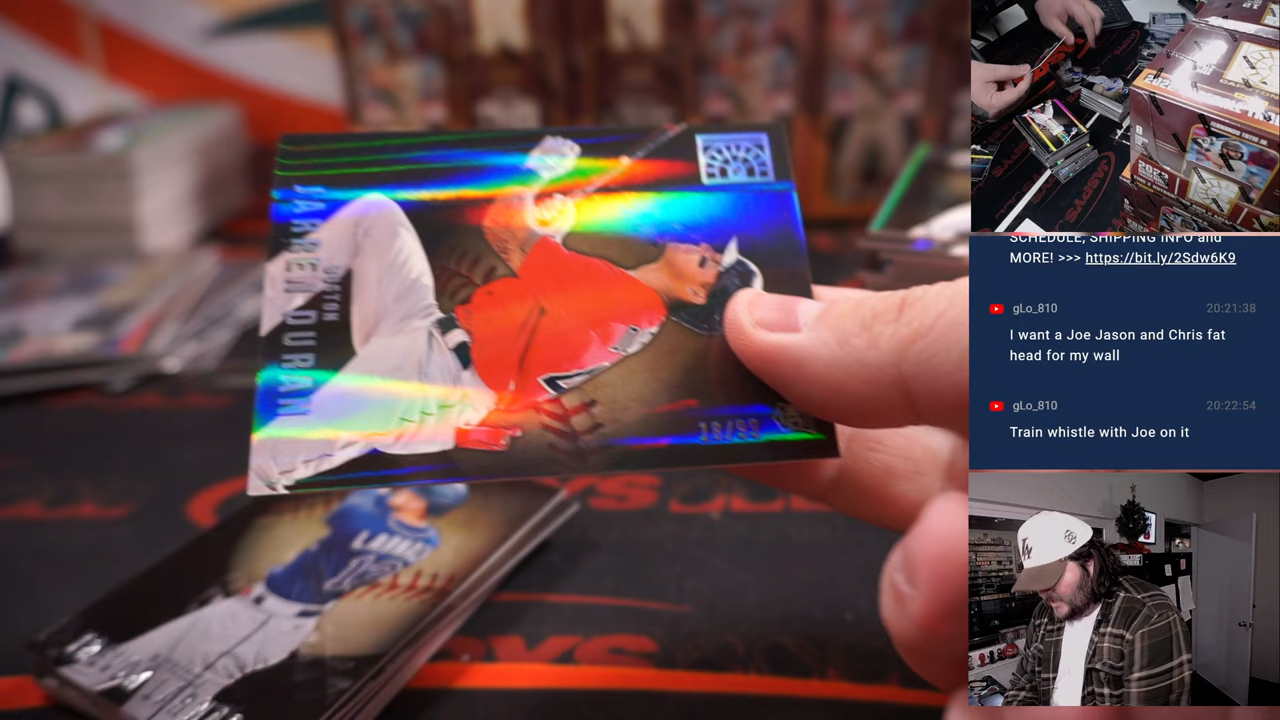 JARREN DURAN
BOSTON
18/99
SCHEDULE, SHIPPING INFO and
MORE! >>> https://bit.ly/2Sdw6K9
gLo_810
20:21:38
I want a Joe Jason and Chris fat
head for my wall
gLo_810
20:22:54
Train whistle with Joe on it
2023